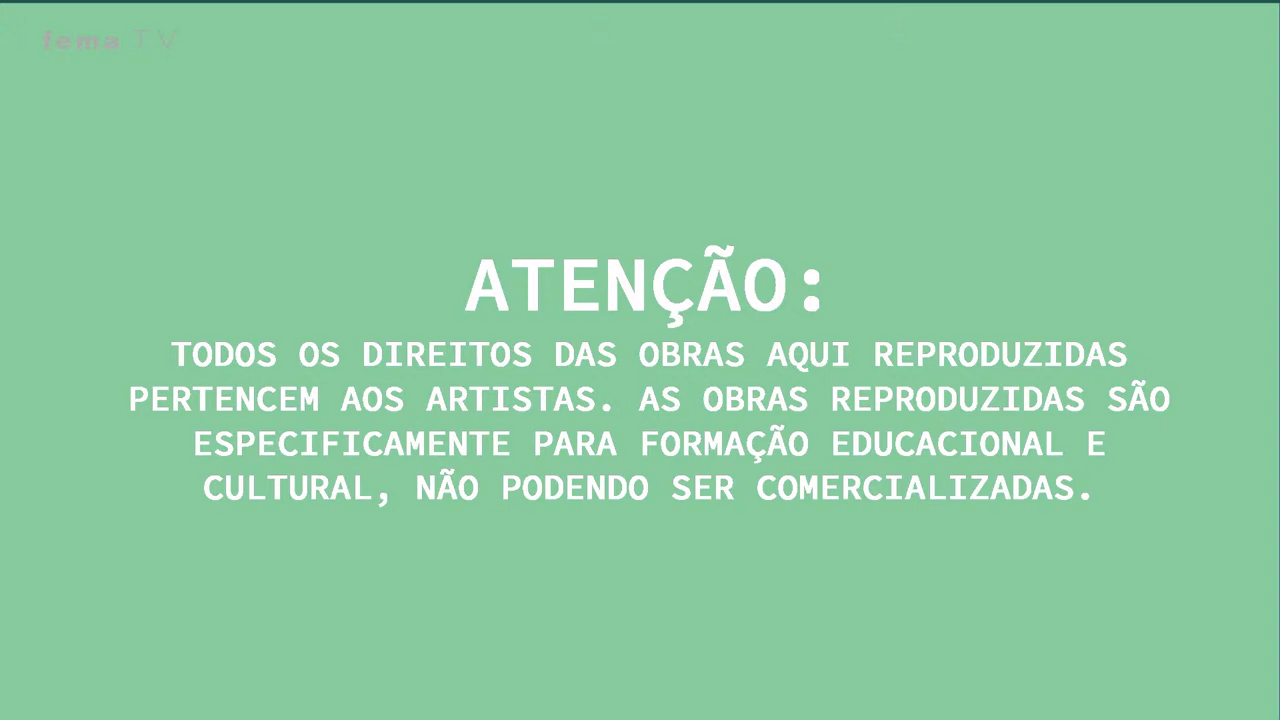 fema TV
ATENÇÃO:
TODOS OS DIREITOS DAS OBRAS AQUI REPRODUZIDAS
PERTENCEM AOS ARTISTAS. AS OBRAS REPRODUZIDAS SÃO
ESPECIFICAMENTE PARA FORMAÇÃO EDUCACIONAL E
CULTURAL, NÃO PODENDO SER COMERCIALIZADAS.